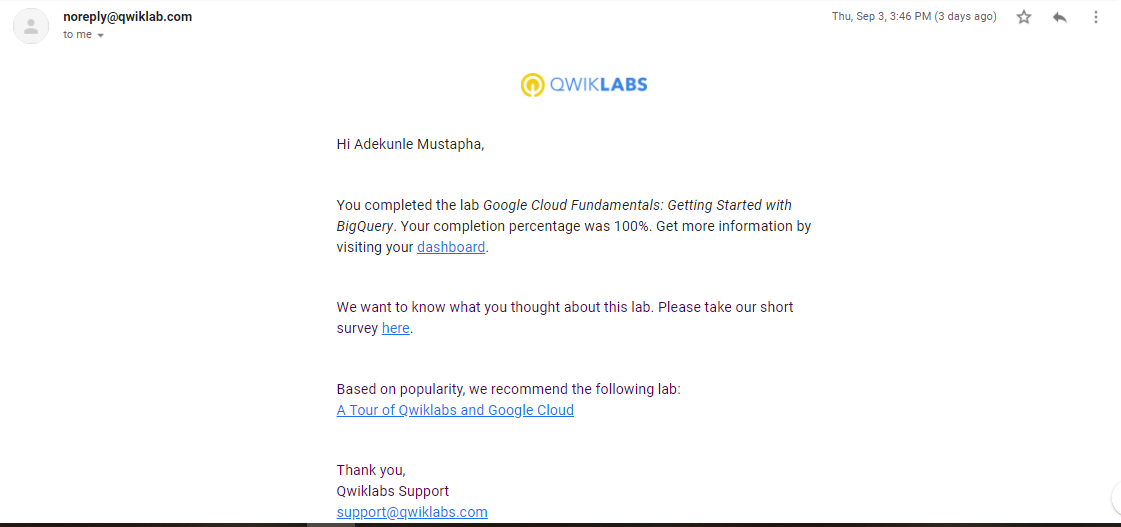 noreply@qwiklab.com
Thu, Sep 3, 3:46 PM (3 days ago)
to me
QWIKLABS
Hi Adekunle Mustapha,
You completed the lab Google Cloud Fundamentals: Getting Started with
BigQuery. Your completion percentage was 100%. Get more information by
visiting your dashboard.
We want to know what you thought about this lab. Please take our short
survey here.
Based on popularity, we recommend the following lab:
A Tour of Qwiklabs and Google Cloud
Thank you,
Qwiklabs Support
support@qwiklabs.com